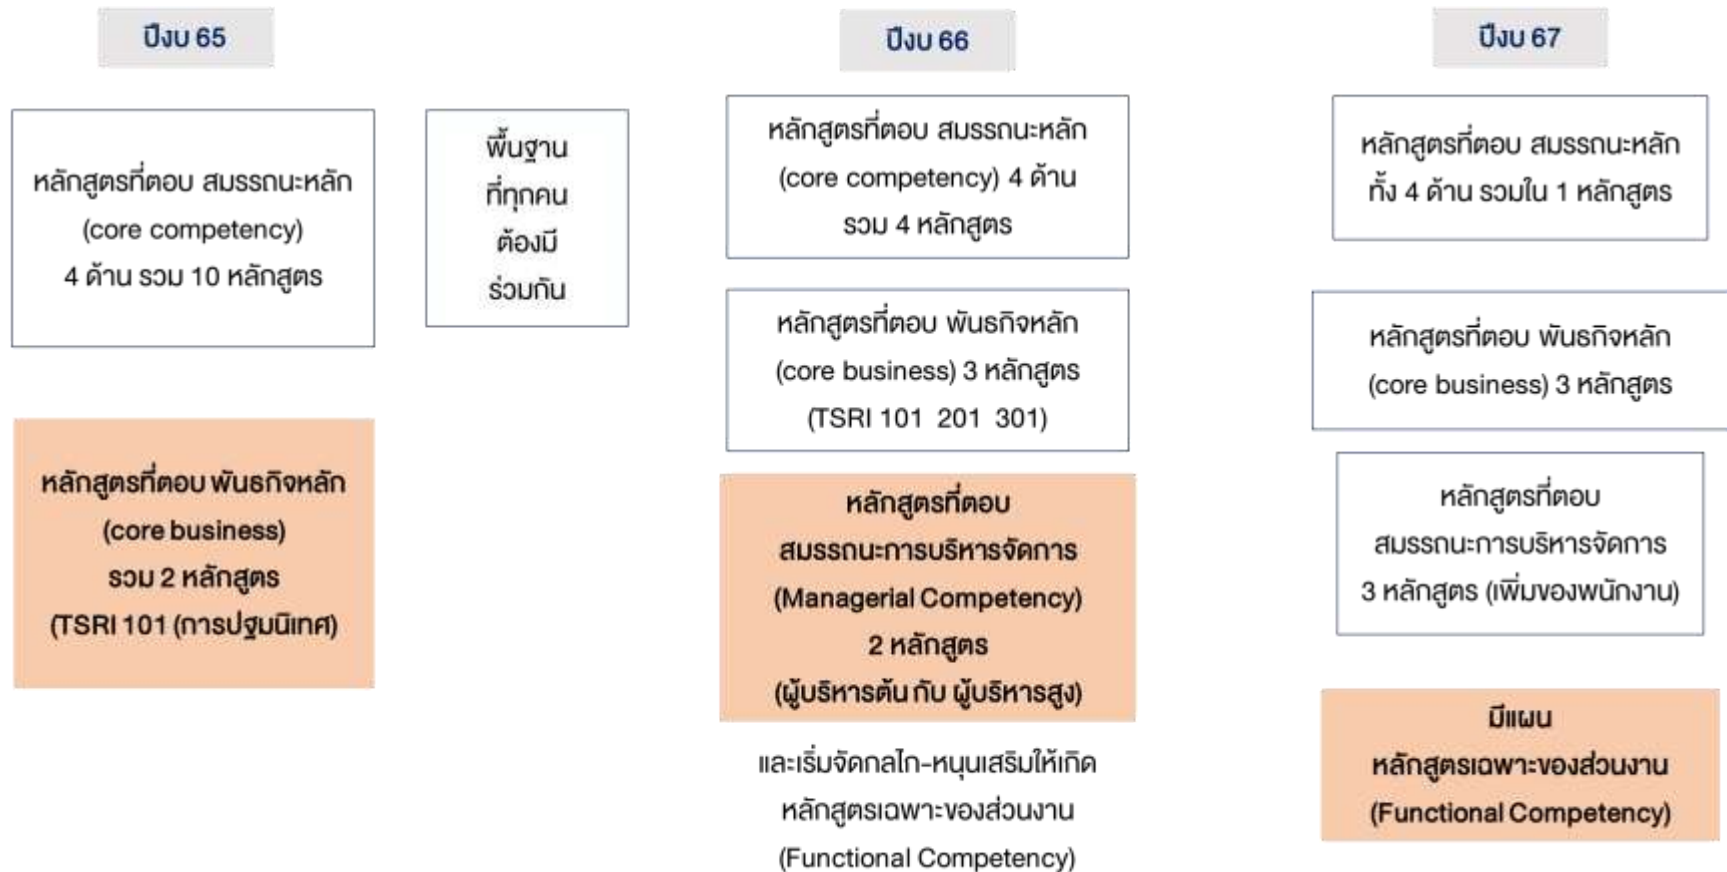 ปีงบ 65
หลักสูตรที่ตอบ สมรรถนะหลัก
(core competency)
4 ด้าน รวม 10 หลักสูตร
หลักสูตรที่ตอบ พันธกิจหลัก
(core business)
รวม 2 หลักสูตร
(TSRI 101 (การปฐมนิเทศ)
พื้นฐาน
ที่ทุกคน
ต้องมี
ร่วมกัน
ปีงบ 66
หลักสูตรที่ตอบ สมรรถนะหลัก
(core competency) 4 ด้าน
รวม 4 หลักสูตร
หลักสูตรที่ตอบ พันธกิจหลัก
(core business) 3 หลักสูตร
(TSRI 101 201 301)
หลักสูตรที่ตอบ
สมรรถนะการบริหารจัดการ
(Managerial Competency)
2 หลักสูตร
(ผู้บริหารต้น กับ ผู้บริหารสูง)
และเริ่มจัดกลไก-หนุนเสริมให้เกิด
หลักสูตรเฉพาะของส่วนงาน
(Functional Competency)
ปีงบ 67
หลักสูตรที่ตอบ สมรรถนะหลัก
ทั้ง 4 ด้าน รวมใน 1 หลักสูตร
หลักสูตรที่ตอบ พันธกิจหลัก
(core business) 3 หลักสูตร
หลักสูตรที่ตอบ
สมรรถนะการบริหารจัดการ
3 หลักสูตร (เพิ่มของพนักงาน)
มีแผน
หลักสูตรเฉพาะของส่วนงาน
(Functional Competency)